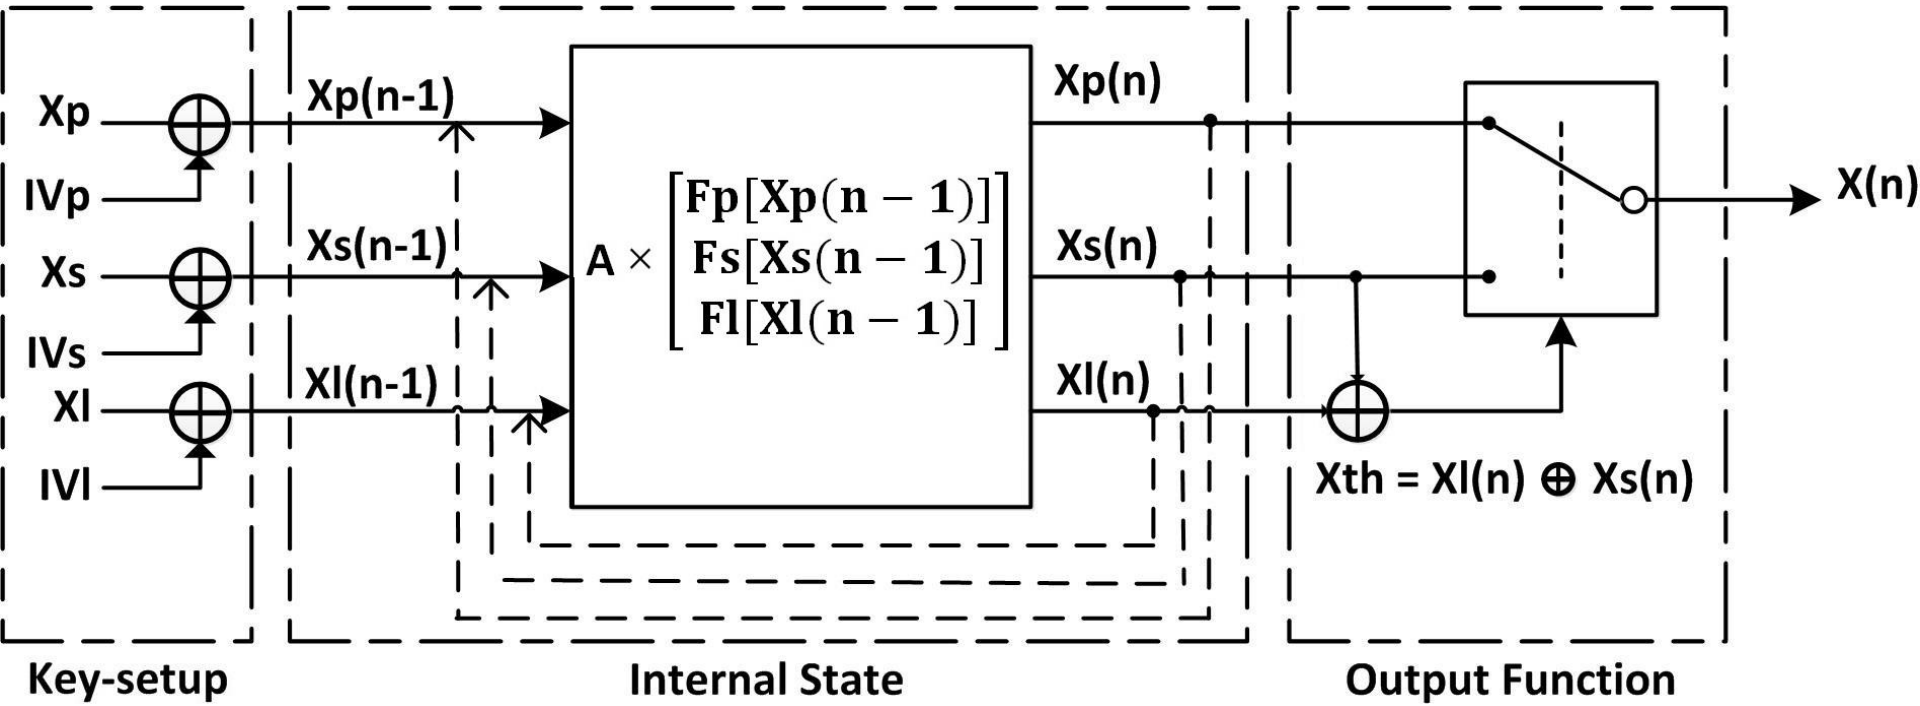 Xp
IVp
Xs
IVs
Xl
IVl
Key-setup
Xp(n-1)
Xs(n-1)
Xl(n-1)
A × [Fp[Xp(n − 1)]
Fs[Xs(n − 1)]
Fl[Xl(n − 1)]]
Xp(n)
Xs(n)
Xl(n)
Internal State
X(n)
Xth = Xl(n) ⊕ Xs(n)
Output Function